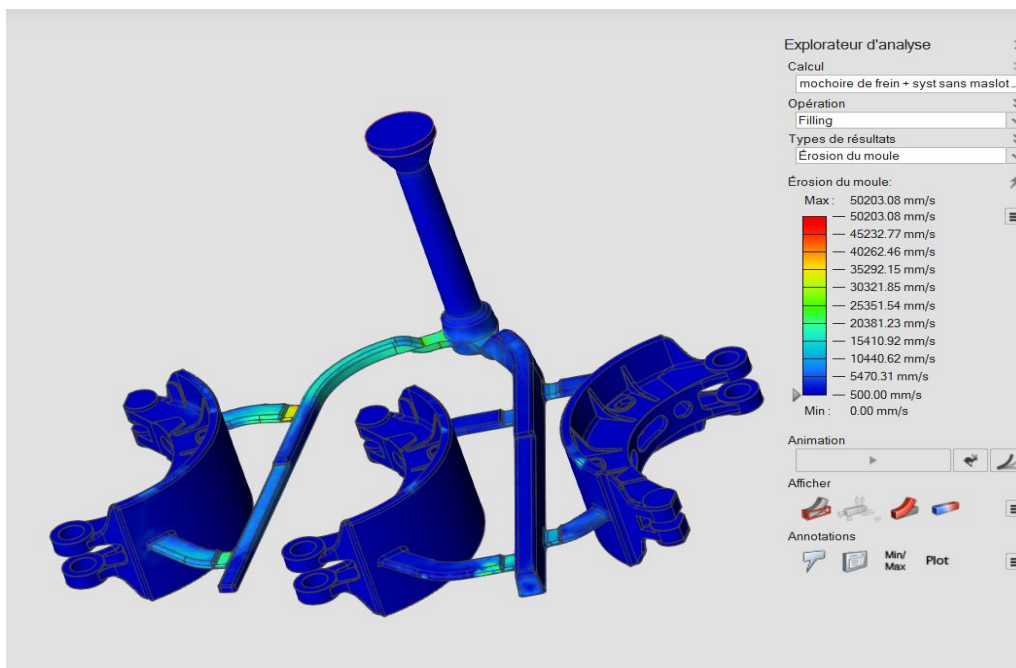 Explorateur d'analyse
Calcul
mochoire de frein + syst sans maslot ..
Opération
Filling
Types de résultats
Érosion du moule
Érosion du moule:
Max : 50203.08 mm/s
50203.08 mm/s
45232.77 mm/s
40262.46 mm/s
35292.15 mm/s
30321.85 mm/s
25351.54 mm/s
20381.23 mm/s
15410.92 mm/s
10440.62 mm/s
5470.31 mm/s
500.00 mm/s
Min : 0.00 mm/s
Animation
Afficher
Annotations
Min/
Max
Plot